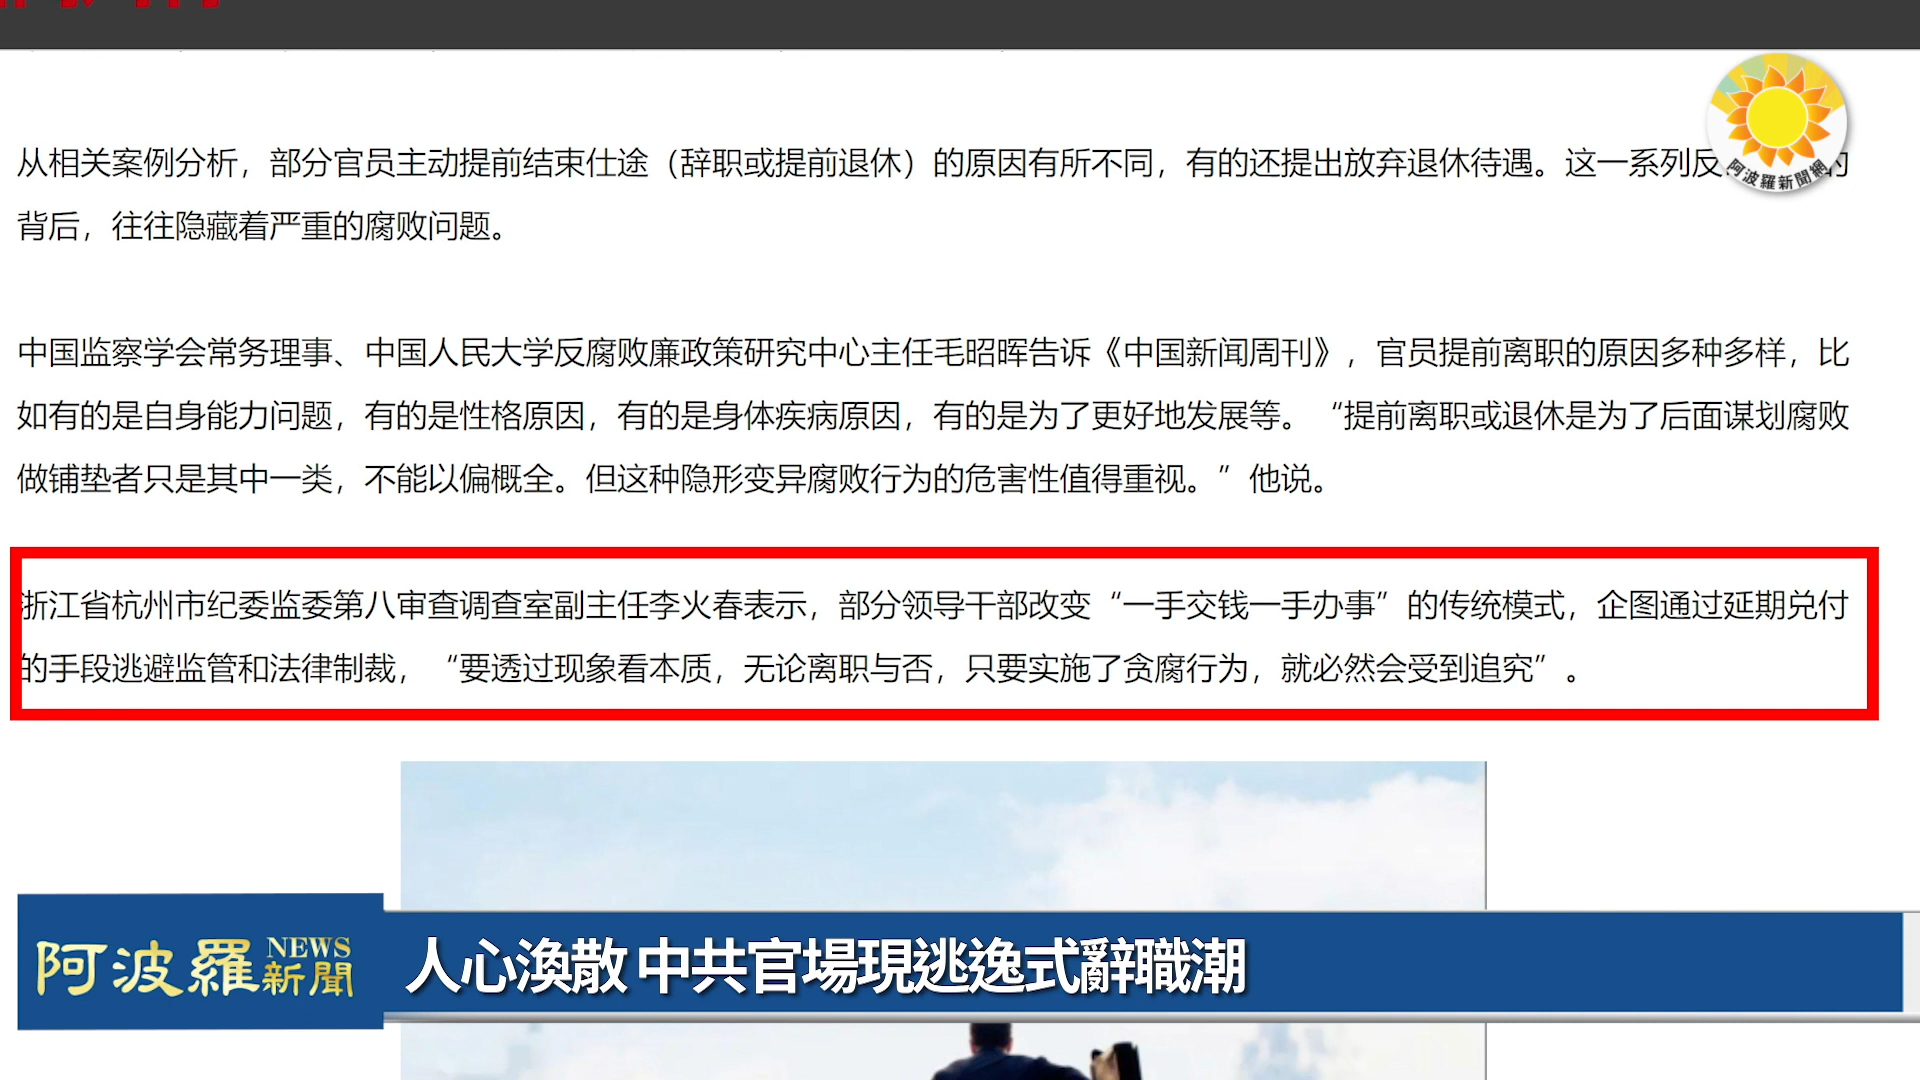 从相关案例分析，部分官员主动提前结束仕途（辞职或提前退休）的原因有所不同，有的还提出放弃退休待遇。这一系列反
的
阿波羅新聞網
背后，往往隐藏着严重的腐败问题。
中国监察学会常务理事、中国人民大学反腐败廉政策研究中心主任毛昭晖告诉《中国新闻周刊》，官员提前离职的原因多种多样，比
如有的是自身能力问题，有的是性格原因，有的是身体疾病原因，有的是为了更好地发展等。“提前离职或退休是为了后面谋划腐败
做铺垫者只是其中一类，不能以偏概全。但这种隐形变异腐败行为的危害性值得重视。”他说。
浙江省杭州市纪委监委第八审查调查室副主任李火春表示，部分领导干部改变“一手交钱一手办事”的传统模式，企图通过延期兑付
的手段逃避监管和法律制裁，“要透过现象看本质，无论离职与否，只要实施了贪腐行为，就必然会受到追究”。
阿波羅 NEWS 新聞
人心渙散 中共官場現逃逸式辭職潮